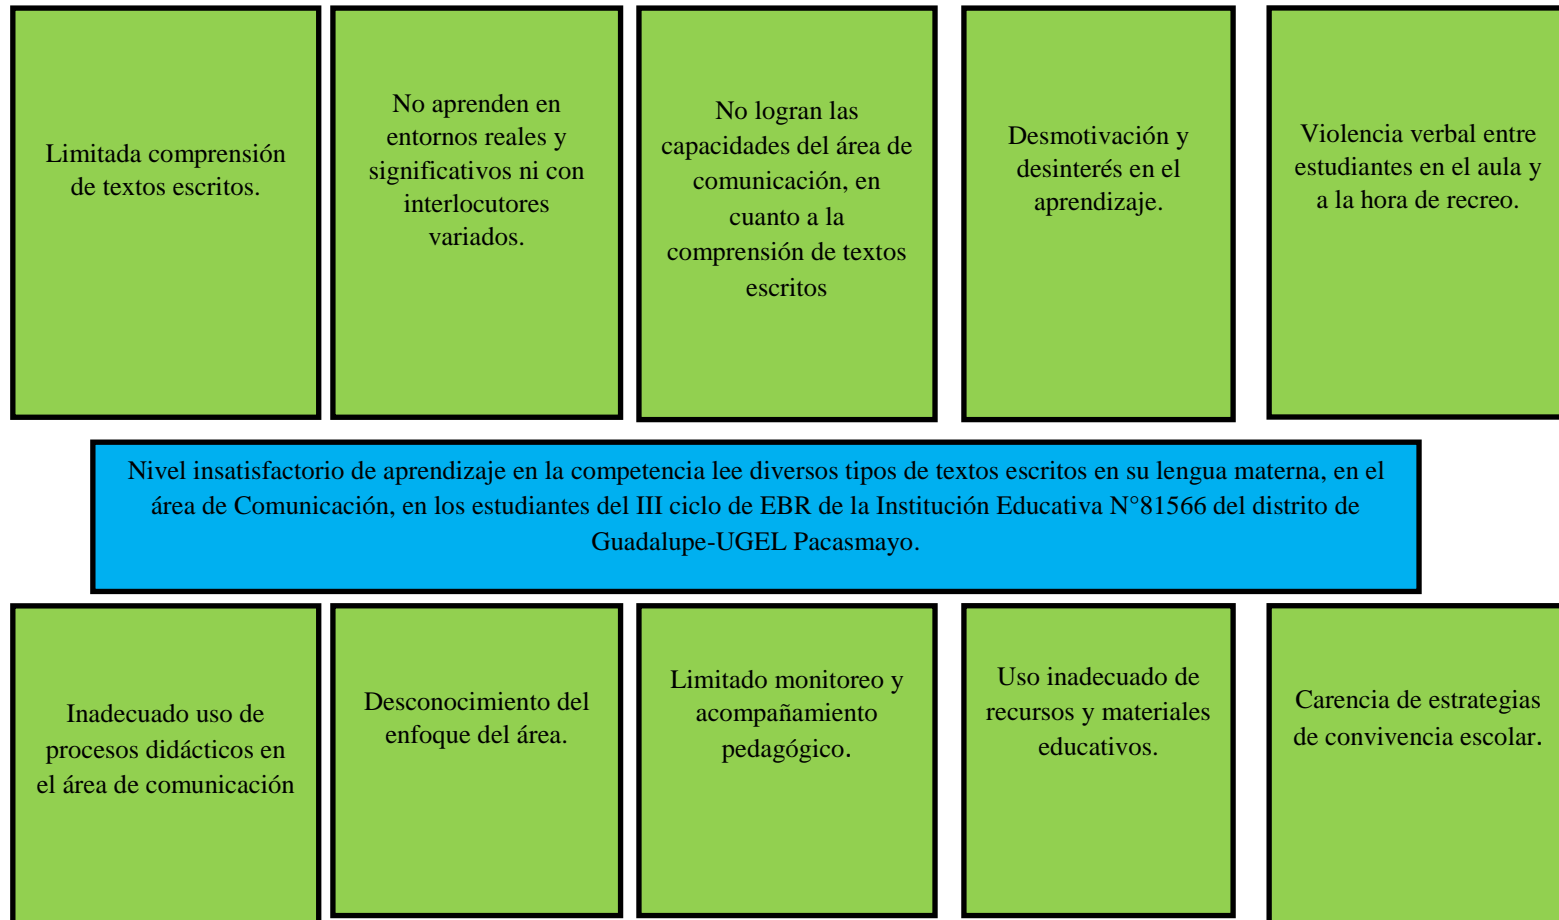 Limitada comprensión
de textos escritos.
No aprenden en
entornos reales y
significativos ni con
interlocutores
variados.
No logran las
capacidades del área de
comunicación, en
cuanto a la
comprensión de textos
escritos
Desmotivación y
desinterés en el
aprendizaje.
Violencia verbal entre
estudiantes en el aula y
a la hora de recreo.
Nivel insatisfactorio de aprendizaje en la competencia lee diversos tipos de textos escritos en su lengua materna, en el
área de Comunicación, en los estudiantes del III ciclo de EBR de la Institución Educativa N°81566 del distrito de
Guadalupe-UGEL Pacasmayo.
Inadecuado uso de
procesos didácticos en
el área de comunicación
Desconocimiento del
enfoque del área.
Limitado monitoreo y
acompañamiento
pedagógico.
Uso inadecuado de
recursos y materiales
educativos.
Carencia de estrategias
de convivencia escolar.